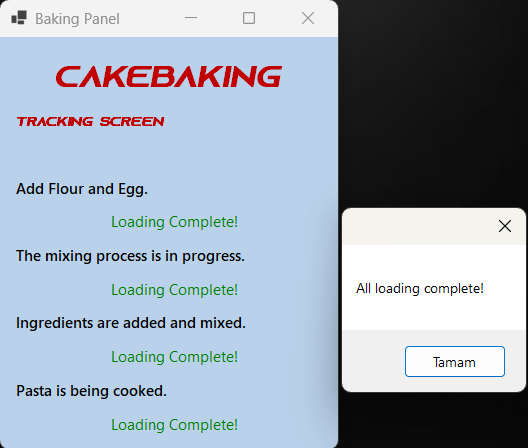 Baking Panel
CAKEBAKING
TRACKING SCREEN
Add Flour and Egg.
Loading Complete!
The mixing process is in progress.
Loading Complete!
Ingredients are added and mixed.
Loading Complete!
Pasta is being cooked.
Loading Complete!
All loading complete!
Tamam